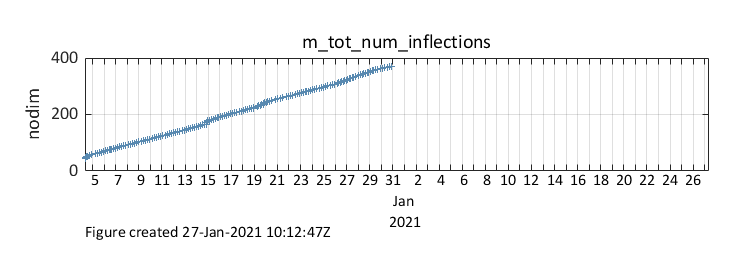 m_tot_num_inflections
400
200
0
nodim
5 7 9 11 13 15 17 19 21 23 25 27 29 31 2 4 6 8 10 12 14 16 18 20 22 24 26
Jan
2021
Figure created 27-Jan-2021 10:12:47Z